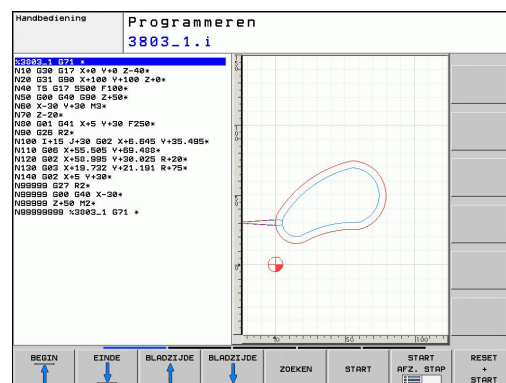 Handbediening
Programmeren
3803_1.i
%3803_1 G71 *
N10 G30 G17 X+0 Y+0 Z-40*
N20 G31 G90 X+100 Y+100 Z+0*
N40 T5 G17 S500 F100*
N50 G00 G40 G90 Z+50*
N60 X-30 Y+30 M3*
N70 Z-20*
N80 G01 G41 X+5 Y+30 F250*
N90 G26 R2*
N100 I+15 J+30 G02 X+6.645 Y+35.495*
N110 G06 X+55.505 Y+69.488*
N120 G02 X+58.995 Y+30.025 R+20*
N130 G03 X+19.732 Y+21.191 R+75*
N140 G02 X+5 Y+30*
N99999 G27 R2*
N99999 G00 G40 X-30*
N99999 Z+50 M2*
N99999999 %3803_1 G71 *
BEGIN
EINDE
BLADZIJDE
BLADZIJDE
ZOEKEN
START
START
AFZ. STAP
RESET
+
START